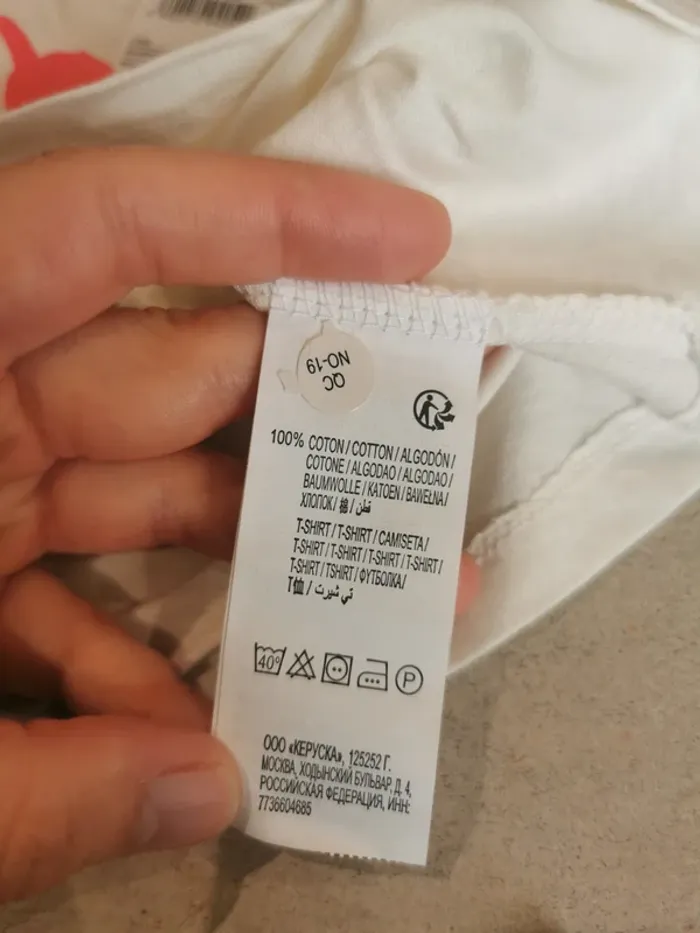 QC
NO-19
100% COTON / COTTON / ALGODÓN /
COTONE / ALGODAO / ALGODAO /
BAUMWOLLE / KATOEN / BAWEŁNA /
ХЛОПОК / 棉 / قطن
T-SHIRT / T-SHIRT / CAMISETA /
T-SHIRT / T-SHIRT / T-SHIRT / T-SHIRT /
T-SHIRT / TSHIRT / ФУТБОЛКА /
T恤 / تي شيرت
40°
P
ООО «КЕРУСКА», 125252 Г.
МОСКВА, ХОДЫНСКИЙ БУЛЬВАР, Д. 4,
РОССИЙСКАЯ ФЕДЕРАЦИЯ, ИНН:
7736604685